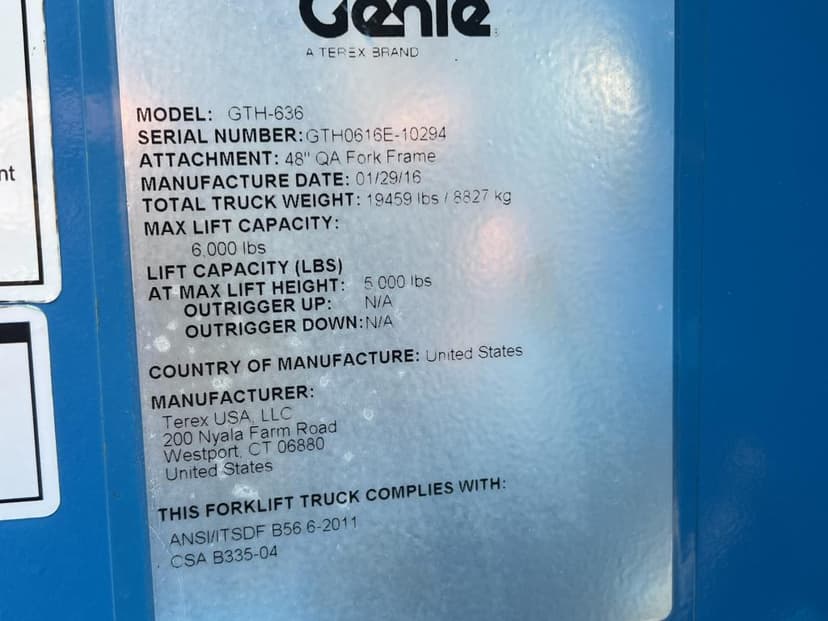 nt
Genie
A TEREX BRAND
MODEL: GTH-636
SERIAL NUMBER:GTH0616E-10294
ATTACHMENT: 48" QA Fork Frame
MANUFACTURE DATE: 01/29/16
TOTAL TRUCK WEIGHT: 19459 lbs / 8827 kg
MAX LIFT CAPACITY:
6,000 lbs
LIFT CAPACITY (LBS)
AT MAX LIFT HEIGHT: 5,000 lbs
OUTRIGGER UP: N/A
OUTRIGGER DOWN:N/A
COUNTRY OF MANUFACTURE: United States
MANUFACTURER:
Terex USA, LLC
200 Nyala Farm Road
Westport, CT 06880
United States
THIS FORKLIFT TRUCK COMPLIES WITH:
ANSI/ITSDF B56.6-2011
CSA B335-04